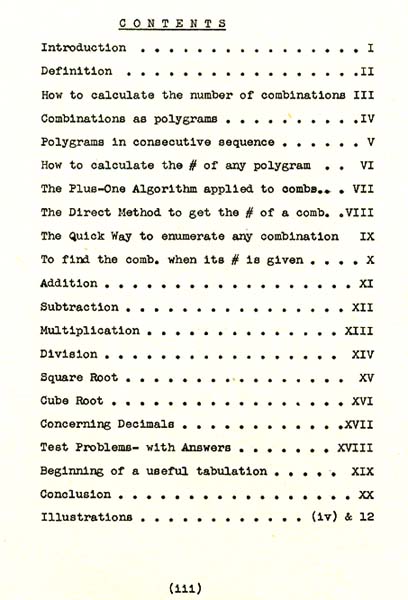 C O N T E N T S
Introduction . . . . . . . . . . . . . . . . I
Definition . . . . . . . . . . . . . . . . .II
How to calculate the number of combinations III
Combinations as polygrams . . . . . . . . . .IV
Polygrams in consecutive sequence . . . . . . V
How to calculate the # of any polygram . . VI
The Plus-One Algorithm applied to combs... . VII
The Direct Method to get the # of a comb. .VIII
The Quick Way to enumerate any combination IX
To find the comb. when its # is given . . . . X
Addition . . . . . . . . . . . . . . . . . . XI
Subtraction . . . . . . . . . . . . . . . . XII
Multiplication . . . . . . . . . . . . . . XIII
Division . . . . . . . . . . . . . . . . . XIV
Square Root . . . . . . . . . . . . . . . . XV
Cube Root . . . . . . . . . . . . . . . . . XVI
Concerning Decimals . . . . . . . . . . . .XVII
Test Problems- with Answers . . . . . . . XVIII
Beginning of a useful tabulation . . . . . XIX
Conclusion . . . . . . . . . . . . . . . . . XX
Illustrations . . . . . . . . . . . . (iv) & 12
(iii)